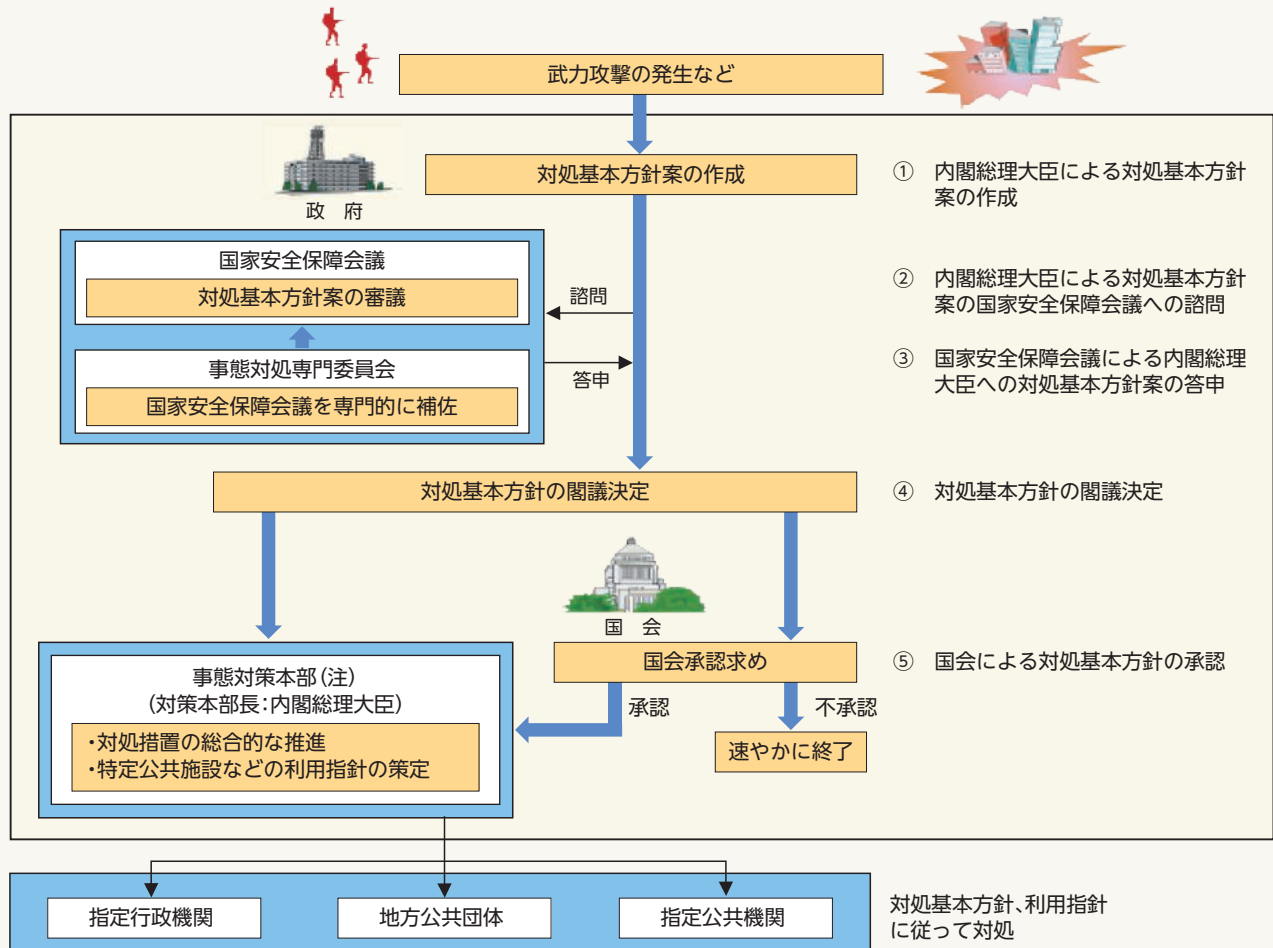 武力攻撃の発生など
政 府
対処基本方針案の作成
① 内閣総理大臣による対処基本方針
案の作成
国家安全保障会議
対処基本方針案の審議
諮問
② 内閣総理大臣による対処基本方針
案の国家安全保障会議への諮問
事態対処専門委員会
国家安全保障会議を専門的に補佐
答申
③ 国家安全保障会議による内閣総理
大臣への対処基本方針案の答申
対処基本方針の閣議決定
④ 対処基本方針の閣議決定
国 会
国会承認求め
⑤ 国会による対処基本方針の承認
承認
不承認
速やかに終了
事態対策本部(注)
(対策本部長:内閣総理大臣)
・対処措置の総合的な推進
・特定公共施設などの利用指針の策定
指定行政機関
地方公共団体
指定公共機関
対処基本方針、利用指針
に従って対処